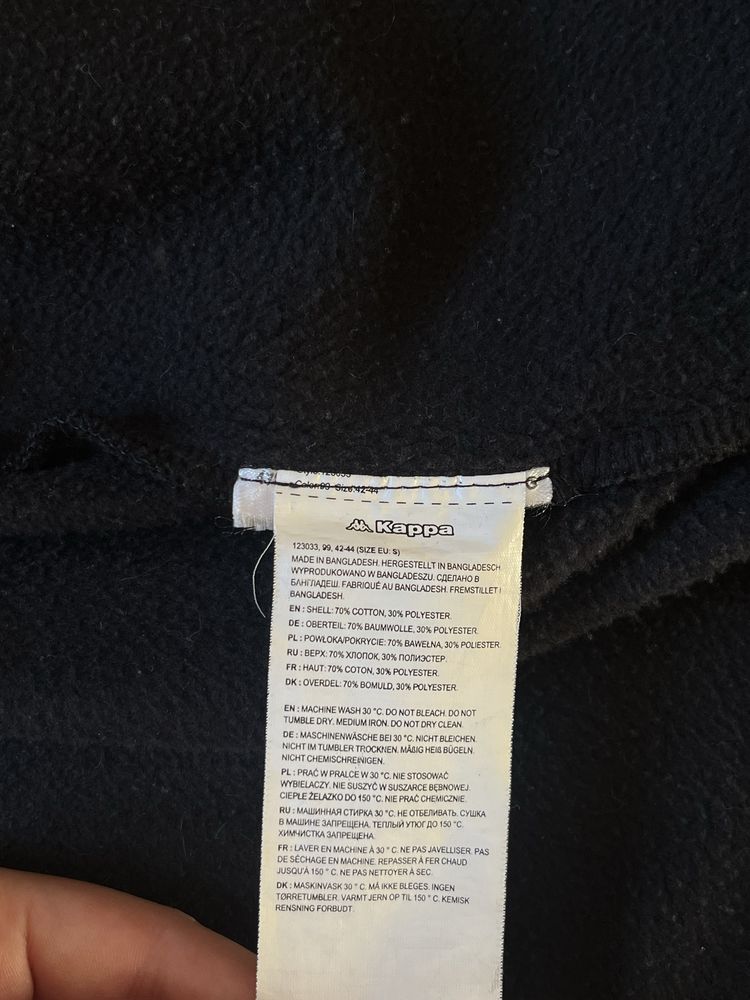 Color:99 Size:42-44
Kappa
123033, 99, 42-44 (SIZE EU: S)
MADE IN BANGLADESH. HERGESTELLT IN BANGLADESCH.
WYPRODUKOWANO W BANGLADESZU. СДЕЛАНО В
БАНГЛАДЕШ. FABRIQUÉ AU BANGLADESH. FREMSTILLET I
BANGLADESH.
EN : SHELL: 70% COTTON, 30% POLYESTER.
DE : OBERTEIL: 70% BAUMWOLLE, 30% POLYESTER.
PL : POWŁOKA/POKRYCIE: 70% BAWEŁNA, 30% POLIESTER.
RU : ВЕРХ: 70% ХЛОПОК, 30% ПОЛИЭСТЕР.
FR : HAUT: 70% COTON, 30% POLYESTER.
DK : OVERDEL: 70% BOMULD, 30% POLYESTER.
EN : MACHINE WASH 30 °C. DO NOT BLEACH. DO NOT
TUMBLE DRY. MEDIUM IRON. DO NOT DRY CLEAN.
DE : MASCHINENWÄSCHE BEI 30 °C. NICHT BLEICHEN.
NICHT IM TUMBLER TROCKNEN. MÄßIG HEIß BÜGELN.
NICHT CHEMISCHREINIGEN.
PL : PRAĆ W PRALCE W 30 °C. NIE STOSOWAĆ
WYBIELACZY. NIE SUSZYĆ W SUSZARCE BĘBNOWEJ.
CIEPŁE ŻELAZKO DO 150 °C. NIE PRAĆ CHEMICZNIE.
RU : МАШИННАЯ СТИРКА 30 °C. НЕ ОТБЕЛИВАТЬ. СУШКА
В МАШИНЕ ЗАПРЕЩЕНА. ТЕПЛЫЙ УТЮГ ДО 150 °C.
ХИМЧИСТКА ЗАПРЕЩЕНА.
FR : LAVER EN MACHINE À 30 ° C. NE PAS JAVELLISER. PAS
DE SÉCHAGE EN MACHINE. REPASSER À FER CHAUD
JUSQU'À 150 ° C. NE PAS NETTOYER À SEC.
DK : MASKINVASK 30 ° C. MÅ IKKE BLEGES. INGEN
TØRRETUMBLER. VARMT JERN OP TIL 150 ° C. KEMISK
RENSNING FORBUDT.